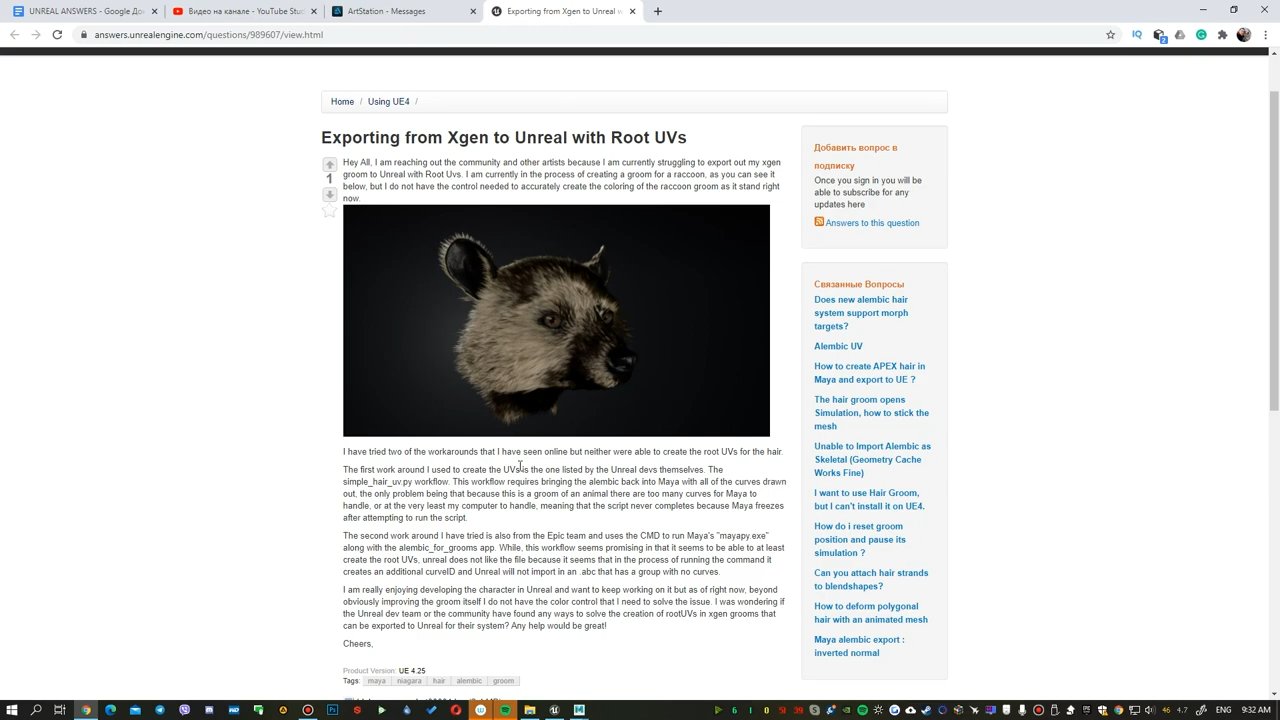 UNREAL ANSWERS - Google До
Видео на канале - YouTube Studi
ArtStation - Messages
Exporting from Xgen to Unreal w
answers.unrealengine.com/questions/989607/view.html
Home / Using UE4 /
Exporting from Xgen to Unreal with Root UVs
1
Hey All, I am reaching out the community and other artists because I am currently struggling to export out my xgen
groom to Unreal with Root Uvs. I am currently in the process of creating a groom for a raccoon, as you can see it
below, but I do not have the control needed to accurately create the coloring of the raccoon groom as it stand right
now.
I have tried two of the workarounds that I have seen online but neither were able to create the root UVs for the hair.
The first work around I used to create the UVs is the one listed by the Unreal devs themselves. The
simple_hair_uv.py workflow. This workflow requires bringing the alembic back into Maya with all of the curves drawn
out, the only problem being that because this is a groom of an animal there are too many curves for Maya to
handle, or at the very least my computer to handle, meaning that the script never completes because Maya freezes
after attempting to run the script.
The second work around I have tried is also from the Epic team and uses the CMD to run Maya's "mayapy.exe"
along with the alembic_for_grooms app. While, this workflow seems promising in that it seems to be able to at least
create the root UVs, unreal does not like the file because it seems that in the process of running the command it
creates an additional curveID and Unreal will not import in an .abc that has a group with no curves.
I am really enjoying developing the character in Unreal and want to keep working on it but as of right now, beyond
obviously improving the groom itself I do not have the color control that I need to solve the issue. I was wondering if
the Unreal dev team or the community have found any ways to solve the creation of rootUVs in xgen grooms that
can be exported to Unreal for their system? Any help would be great!
Cheers,
Product Version: UE 4.25
Tags: maya niagara hair alembic groom
Добавить вопрос в
подписку
Once you sign in you will be
able to subscribe for any
updates here
Answers to this question
Связанные Вопросы
Does new alembic hair
system support morph
targets?
Alembic UV
How to create APEX hair in
Maya and export to UE ?
The hair groom opens
Simulation, how to stick the
mesh
Unable to Import Alembic as
Skeletal (Geometry Cache
Works Fine)
I want to use Hair Groom,
but I can't install it on UE4.
How do i reset groom
position and pause its
simulation ?
Can you attach hair strands
to blendshapes?
How to deform polygonal
hair with an animated mesh
Maya alembic export :
inverted normal
9:32 AM